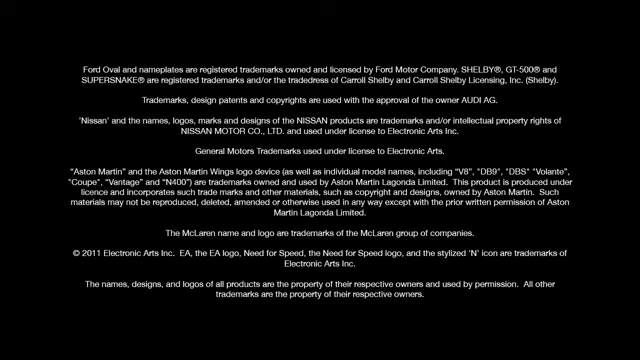 Ford Oval and nameplates are registered trademarks owned and licensed by Ford Motor Company. SHELBY®, GT-500® and
SUPERSNAKE® are registered trademarks and/or the tradedress of Carroll Shelby and Carroll Shelby Licensing, Inc. (Shelby).
Trademarks, design patents and copyrights are used with the approval of the owner AUDI AG.
'Nissan' and the names, logos, marks and designs of the NISSAN products are trademarks and/or intellectual property rights of
NISSAN MOTOR CO., LTD. and used under license to Electronic Arts Inc.
General Motors Trademarks used under license to Electronic Arts.
“Aston Martin” and the Aston Martin Wings logo device (as well as individual model names, including “V8”, "DB9", "DBS" "Volante",
"Coupe", “Vantage” and “N400”) are trademarks owned and used by Aston Martin Lagonda Limited. This product is produced under
licence and incorporates such trade marks and other materials, such as copyright and designs, owned by Aston Martin. Such
materials may not be reproduced, deleted, amended or otherwise used in any way except with the prior written permission of Aston
Martin Lagonda Limited.
The McLaren name and logo are trademarks of the McLaren group of companies.
© 2011 Electronic Arts Inc. EA, the EA logo, Need for Speed, the Need for Speed logo, and the stylized 'N' icon are trademarks of
Electronic Arts Inc.
The names, designs, and logos of all products are the property of their respective owners and used by permission. All other
trademarks are the property of their respective owners.